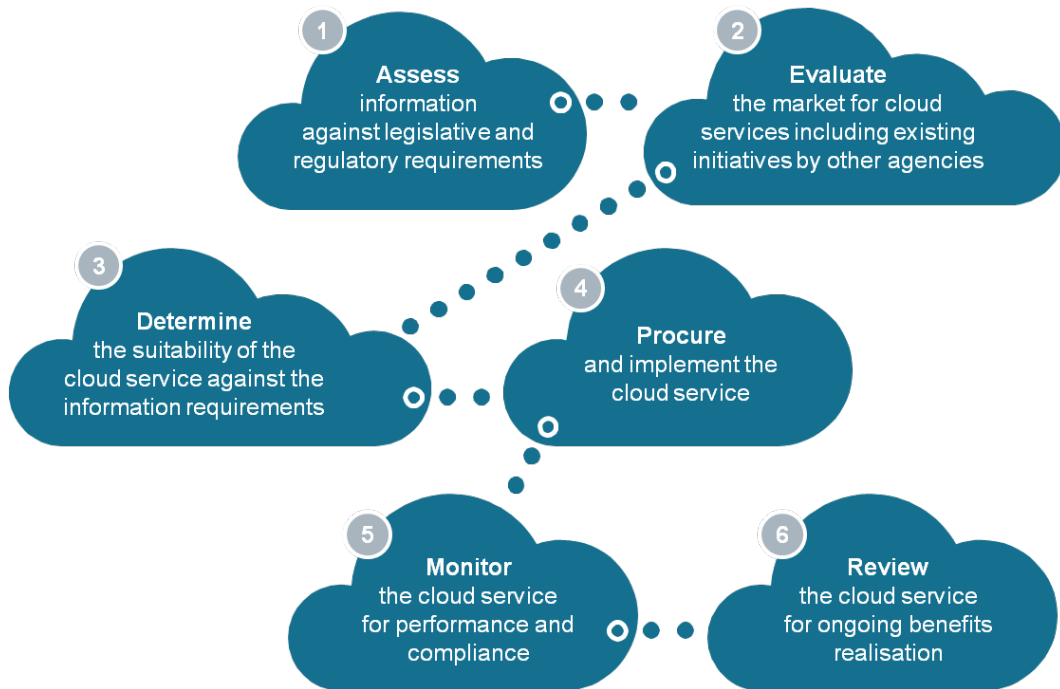 1
Assess
information
against legislative and
regulatory requirements
2
Evaluate
the market for cloud
services including existing
initiatives by other agencies
3
Determine
the suitability of the
cloud service against the
information requirements
4
Procure
and implement the
cloud service
5
Monitor
the cloud service
for performance and
compliance
6
Review
the cloud service
for ongoing benefits
realisation